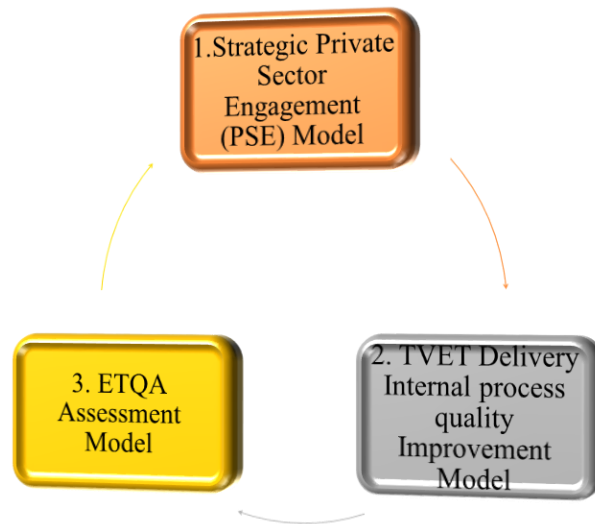 1.Strategic Private
Sector
Engagement
(PSE) Model
2. TVET Delivery
Internal process
quality
Improvement
Model
3. ETQA
Assessment
Model